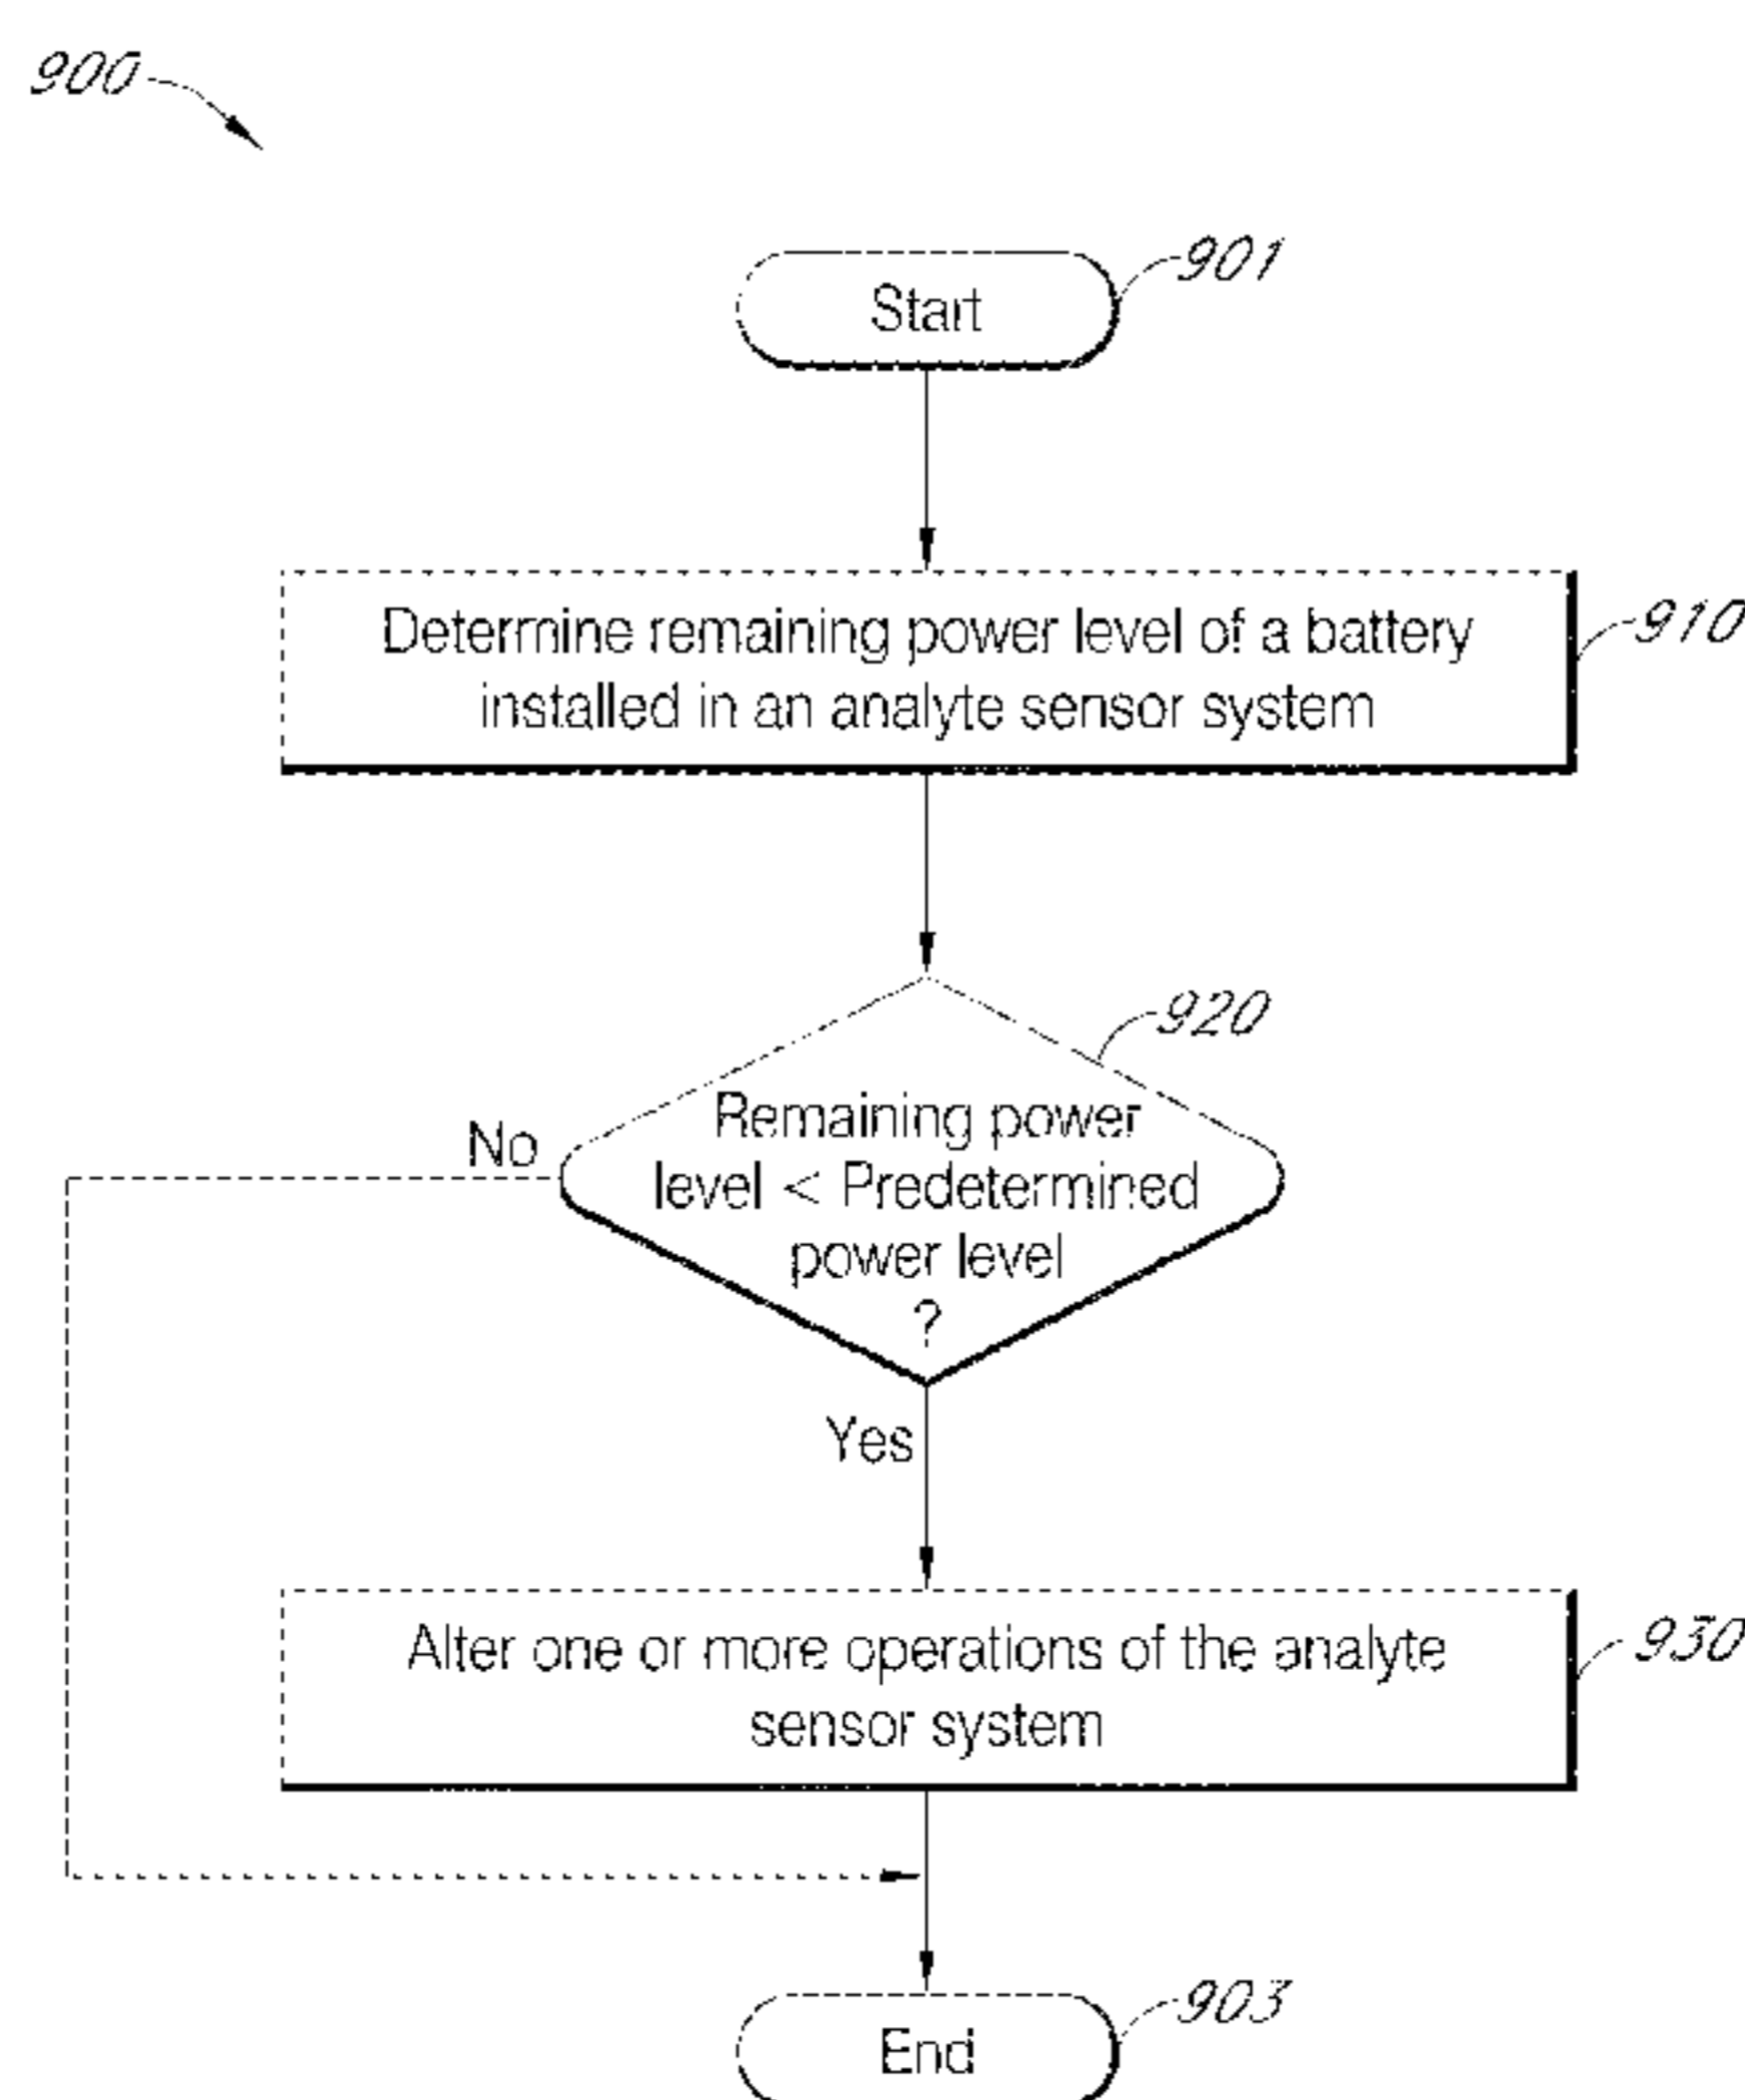 900
901
Start
Determine remaining power level of a battery
installed in an analyte sensor system
910
920
Remaining power
level < Predetermined
power level
?
No
Yes
Alter one or more operations of the analyte
sensor system
930
903
End